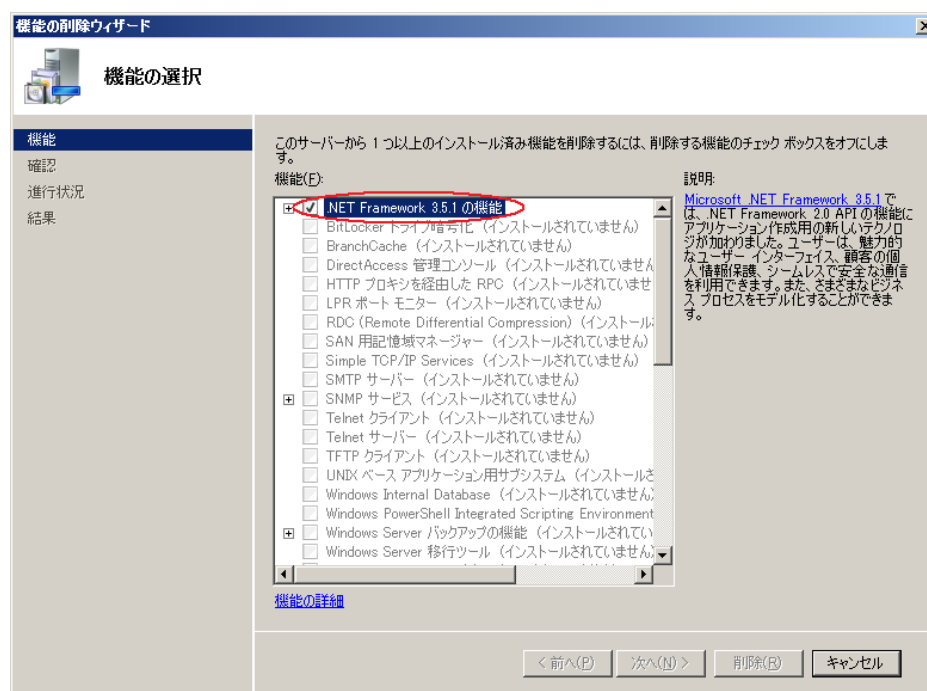 機能の削除ウィザード
機能の選択
機能
確認
進行状況
結果
このサーバーから 1 つ以上のインストール済み機能を削除するには、削除する機能のチェック ボックスをオフにしま
す。
機能(F):
.NET Framework 3.5.1 の機能
BitLocker ドライブ暗号化 (インストールされていません)
BranchCache (インストールされていません)
DirectAccess 管理コンソール (インストールされていません
HTTP プロキシを経由した RPC (インストールされていませ
LPR ポート モニター (インストールされていません)
RDC (Remote Differential Compression) (インストール
SAN 用記憶域マネージャー (インストールされていません)
Simple TCP/IP Services (インストールされていません)
SMTP サーバー (インストールされていません)
SNMP サービス (インストールされていません)
Telnet クライアント (インストールされていません)
Telnet サーバー (インストールされていません)
TFTP クライアント (インストールされていません)
UNIX ベース アプリケーション用サブシステム (インストールさ
Windows Internal Database (インストールされていません)
Windows PowerShell Integrated Scripting Environment
Windows Server バックアップの機能 (インストールされてい
Windows Server 移行ツール (インストールされていません)
機能の詳細
説明:
Microsoft .NET Framework 3.5.1 で
は、.NET Framework 2.0 API の機能に
アプリケーション作成用の新しいテクノロ
ジが加わりました。ユーザーは、魅力的
なユーザー インターフェイス、顧客の個
人情報保護、シームレスで安全な通信
を利用できます。また、さまざまなビジネ
ス プロセスをモデル化することができま
す。
< 前へ(P)
次へ(N) >
削除(R)
キャンセル